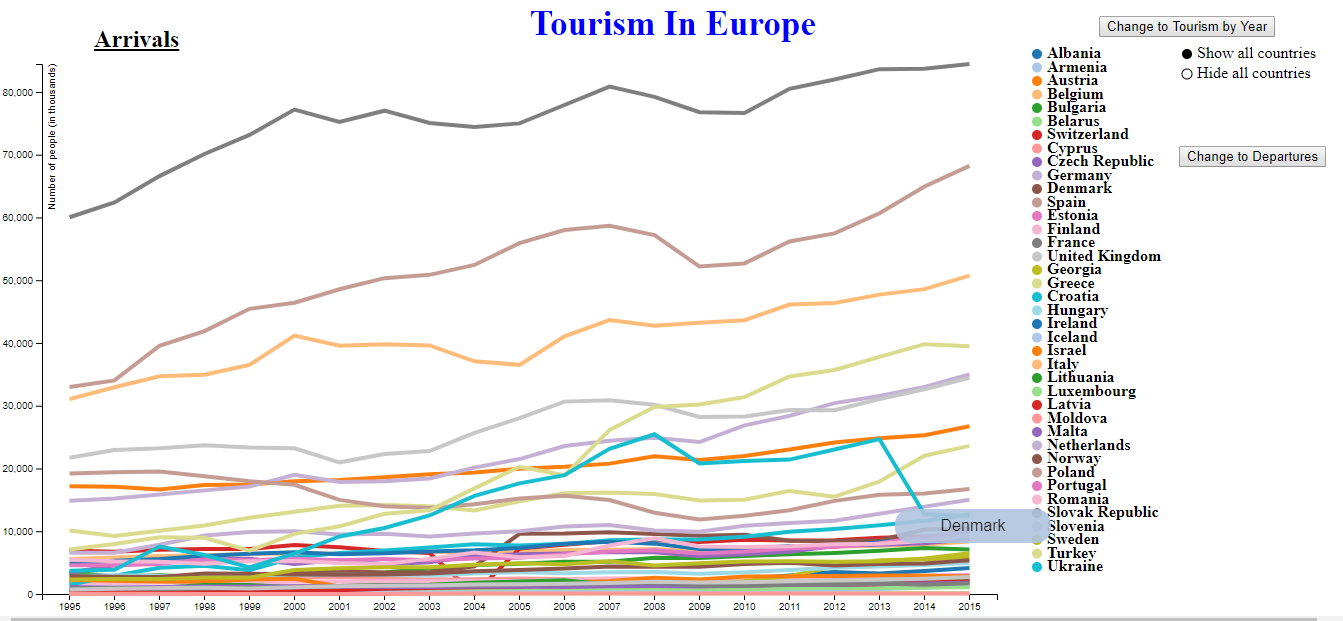 Tourism In Europe
Arrivals
Change to Tourism by Year
Show all countries
Hide all countries
Change to Departures
Number of people (in thousands)
80,000
70,000
60,000
50,000
40,000
30,000
20,000
10,000
0
1995 1996 1997 1998 1999 2000 2001 2002 2003 2004 2005 2006 2007 2008 2009 2010 2011 2012 2013 2014 2015
Denmark
Albania
Armenia
Austria
Belgium
Bulgaria
Belarus
Switzerland
Cyprus
Czech Republic
Germany
Denmark
Spain
Estonia
Finland
France
United Kingdom
Georgia
Greece
Croatia
Hungary
Ireland
Iceland
Israel
Italy
Lithuania
Luxembourg
Latvia
Moldova
Malta
Netherlands
Norway
Poland
Portugal
Romania
Slovak Republic
Slovenia
Sweden
Turkey
Ukraine